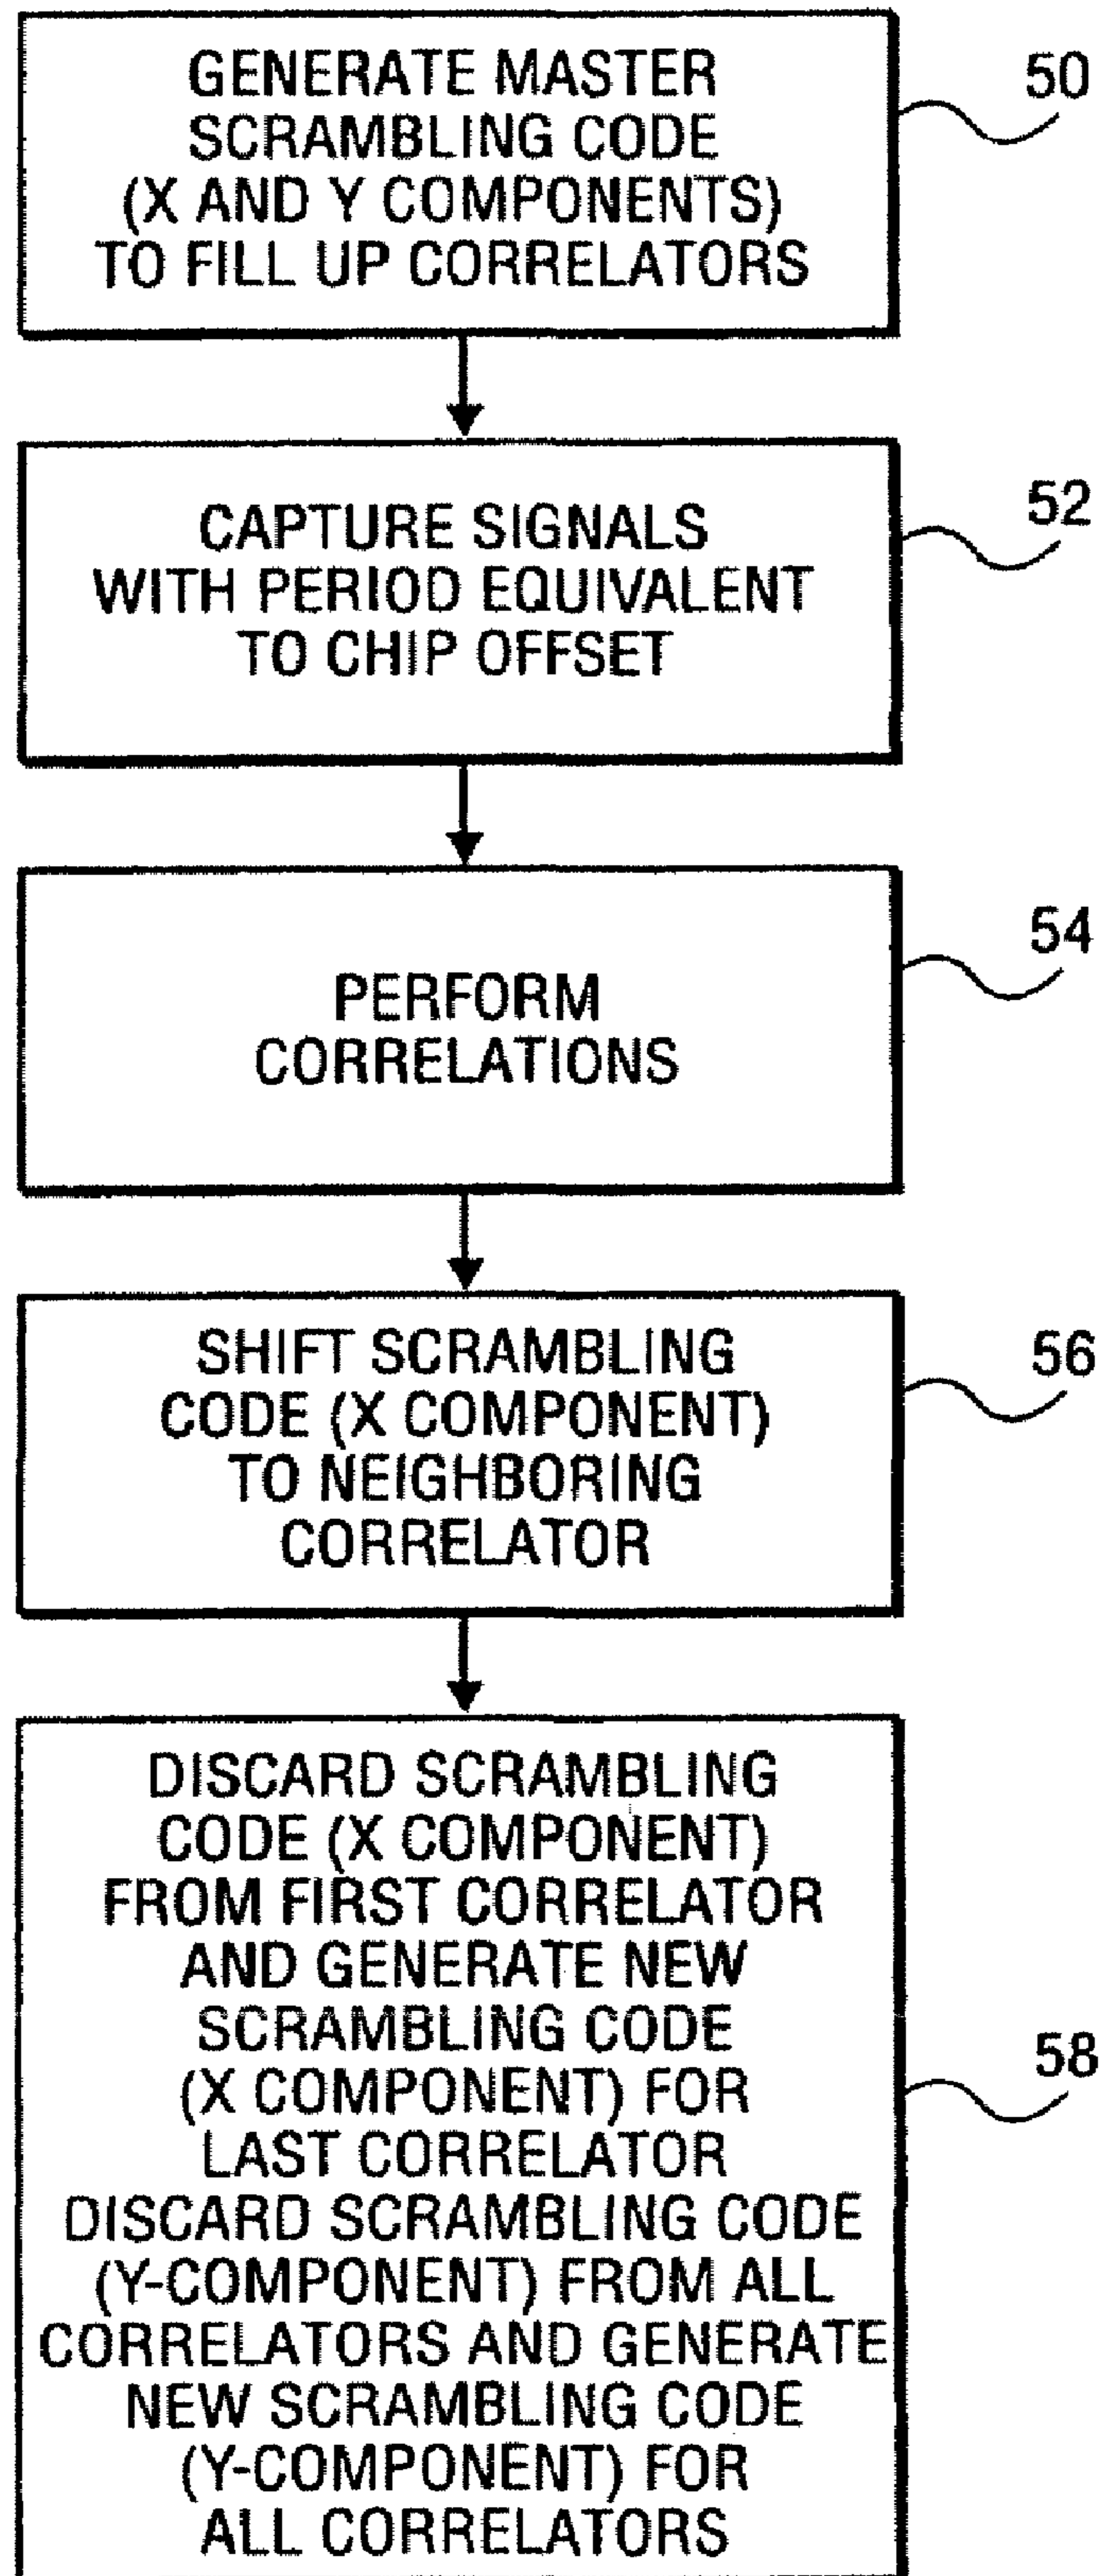 GENERATE MASTER
SCRAMBLING CODE
(X AND Y COMPONENTS)
TO FILL UP CORRELATORS
50
CAPTURE SIGNALS
WITH PERIOD EQUIVALENT
TO CHIP OFFSET
52
PERFORM
CORRELATIONS
54
SHIFT SCRAMBLING
CODE (X COMPONENT)
TO NEIGHBORING
CORRELATOR
56
DISCARD SCRAMBLING
CODE (X COMPONENT)
FROM FIRST CORRELATOR
AND GENERATE NEW
SCRAMBLING CODE
(X COMPONENT) FOR
LAST CORRELATOR
DISCARD SCRAMBLING CODE
(Y-COMPONENT) FROM ALL
CORRELATORS AND GENERATE
NEW SCRAMBLING CODE
(Y-COMPONENT) FOR
ALL CORRELATORS
58